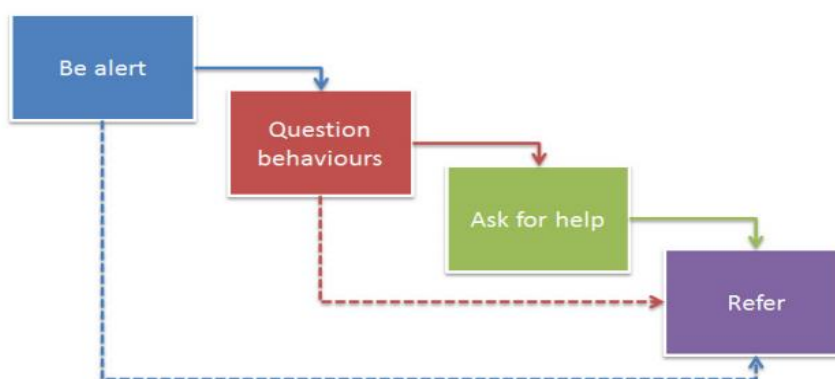 Be alert
Question
behaviours
Ask for help
Refer